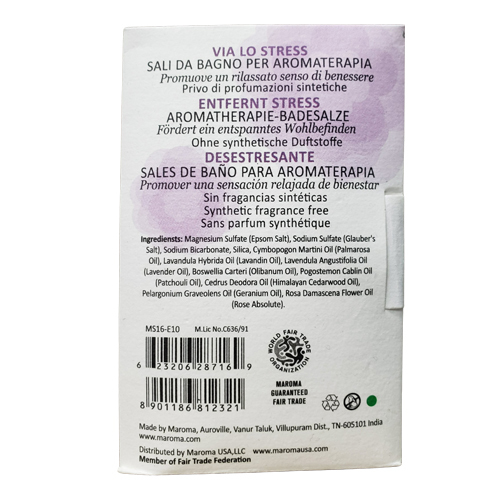 VIA LO STRESS
SALI DA BAGNO PER AROMATERAPIA
Promuove un rilassato senso di benessere
Privo di profumazioni sintetiche
ENTFERNT STRESS
AROMATHERAPIE-BADESALZE
Fördert ein entspanntes Wohlbefinden
Ohne synthetische Duftstoffe
DESESTRESANTE
SALES DE BAÑO PARA AROMATERAPIA
Promover una sensación relajada de bienestar
Sin fragancias sintéticas
Synthetic fragrance free
Sans parfum synthétique
Ingredients: Magnesium Sulfate (Epsom Salt), Sodium Sulfate (Glauber's
Salt), Sodium Bicarbonate, Silica, Cymbopogon Martini Oil (Palmarosa
Oil), Lavandula Hybrida Oil (Lavandin Oil), Lavendula Angustifolia Oil
(Lavender Oil), Boswellia Carteri (Olibanum Oil), Pogostemon Cablin Oil
(Patchouli Oil), Cedrus Deodora Oil (Himalayan Cedarwood Oil),
Pelargonium Graveolens Oil (Geranium Oil), Rosa Damascena Flower Oil
(Rose Absolute).
MS16-E10 M.Lic No.C636/91
WORLD FAIR TRADE ORGANIZATION
6 23206 28716 9
MAROMA
GUARANTEED
FAIR TRADE
8 901186 812321
Made by Maroma, Auroville, Vanur Taluk, Villupuram Dist., TN-605101 India
www.maroma.com
Distributed by Maroma USA,LLC www.maromausa.com
Member of Fair Trade Federation